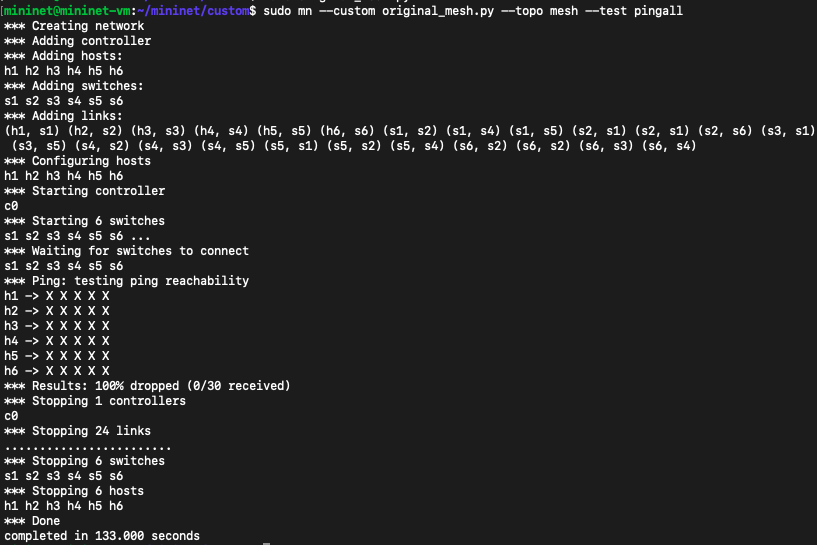 [mininet@mininet-vm:~/mininet/custom$ sudo mn --custom original_mesh.py --topo mesh --test pingall
*** Creating network
*** Adding controller
*** Adding hosts:
h1 h2 h3 h4 h5 h6
*** Adding switches:
s1 s2 s3 s4 s5 s6
*** Adding links:
(h1, s1) (h2, s2) (h3, s3) (h4, s4) (h5, s5) (h6, s6) (s1, s2) (s1, s4) (s1, s5) (s2, s1) (s2, s1) (s2, s6) (s3, s1)
(s3, s5) (s4, s2) (s4, s3) (s4, s5) (s5, s1) (s5, s2) (s5, s4) (s6, s2) (s6, s2) (s6, s3) (s6, s4)
*** Configuring hosts
h1 h2 h3 h4 h5 h6
*** Starting controller
c0
*** Starting 6 switches
s1 s2 s3 s4 s5 s6 ...
*** Waiting for switches to connect
s1 s2 s3 s4 s5 s6
*** Ping: testing ping reachability
h1 -> X X X X X
h2 -> X X X X X
h3 -> X X X X X
h4 -> X X X X X
h5 -> X X X X X
h6 -> X X X X X
*** Results: 100% dropped (0/30 received)
*** Stopping 1 controllers
c0
*** Stopping 24 links
........................
*** Stopping 6 switches
s1 s2 s3 s4 s5 s6
*** Stopping 6 hosts
h1 h2 h3 h4 h5 h6
*** Done
completed in 133.000 seconds